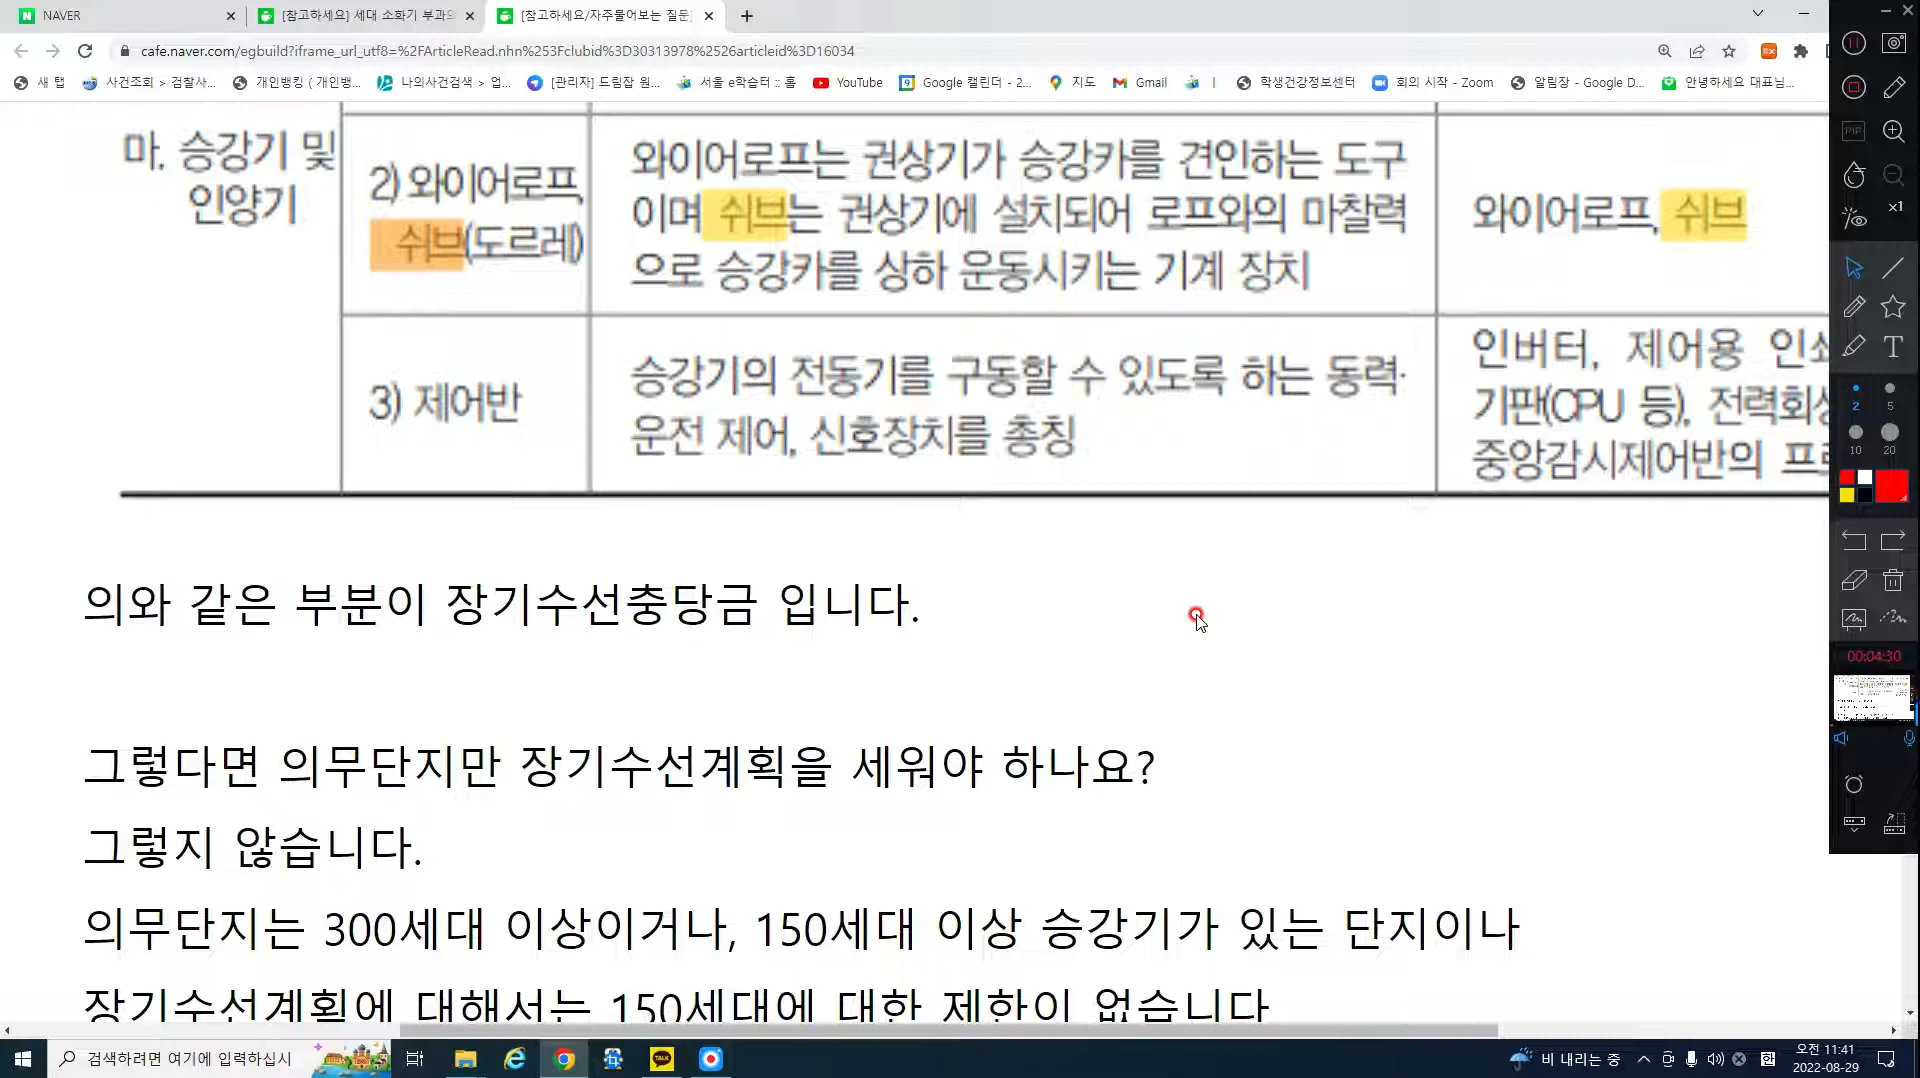 NAVER
[참고하세요] 세대 소화기 부과의
[참고하세요/자주물어보는 질문]
cafe.naver.com/egbuild?iframe_url_utf8=%2FArticleRead.nhn%253Fclubid%3D30313978%2526articleid%3D16034
새 탭
사건조회 > 검찰사...
개인뱅킹 ( 개인뱅...
나의사건검색 > 업...
[관리자] 드림잡 원...
서울 e학습터 :: 홈
YouTube
Google 캘린더 - 2...
지도
Gmail
학생건강정보센터
회의 시작 - Zoom
알림장 - Google D...
안녕하세요 대표님...
마. 승강기 및
인양기
2) 와이어로프,
쉬브(도르레)
와이어로프는 권상기가 승강카를 견인하는 도구
이며 쉬브는 권상기에 설치되어 로프와의 마찰력
으로 승강카를 상하 운동시키는 기계 장치
와이어로프, 쉬브
3) 제어반
승강기의 전동기를 구동할 수 있도록 하는 동력·
운전 제어, 신호장치를 총칭
인버터, 제어용 인쇄
기판(CPU 등), 전력회생
중앙감시제어반의 프로
의와 같은 부분이 장기수선충당금 입니다.
그렇다면 의무단지만 장기수선계획을 세워야 하나요?
그렇지 않습니다.
의무단지는 300세대 이상이거나, 150세대 이상 승강기가 있는 단지이나
장기수선계획에 대해서는 150세대에 대한 제한이 없습니다
PIP
x1
T
2
5
10
20
00:04:30
검색하려면 여기에 입력하십시
TALK
비 내리는 중
한
오전 11:41
2022-08-29